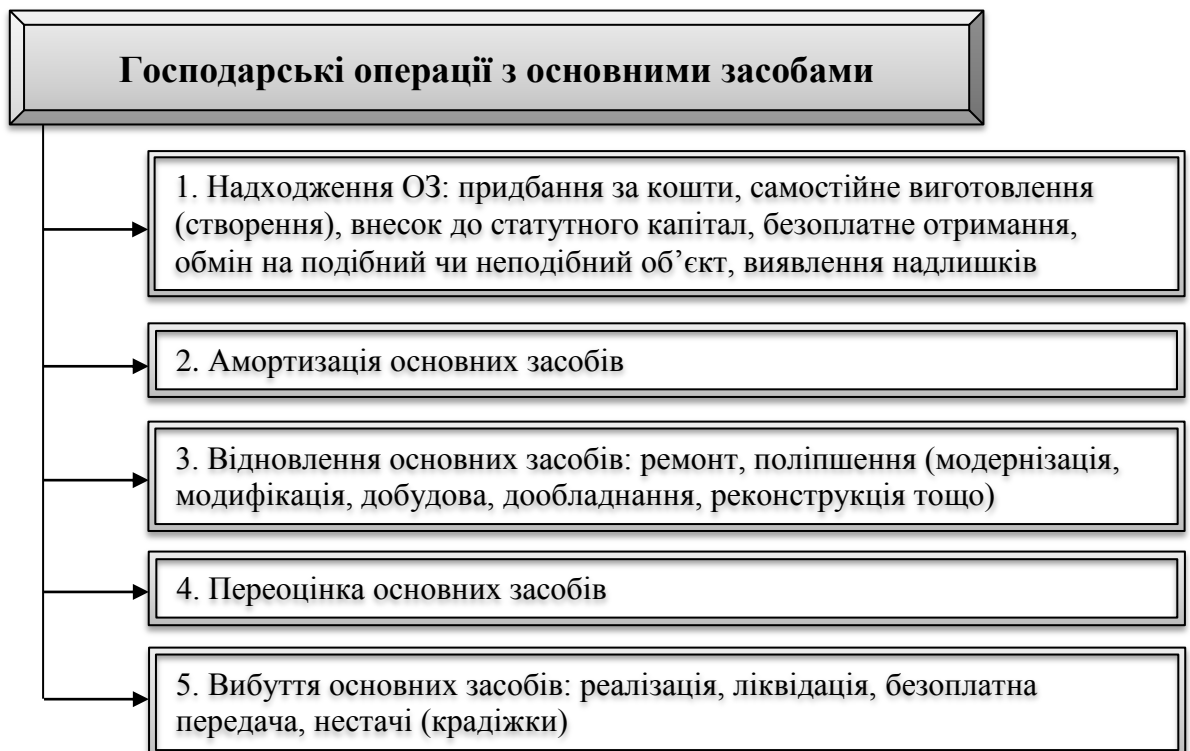 Господарські операції з основними засобами
1. Надходження ОЗ: придбання за кошти, самостійне виготовлення
(створення), внесок до статутного капітал, безоплатне отримання,
обмін на подібний чи неподібний об’єкт, виявлення надлишків
2. Амортизація основних засобів
3. Відновлення основних засобів: ремонт, поліпшення (модернізація,
модифікація, добудова, дообладнання, реконструкція тощо)
4. Переоцінка основних засобів
5. Вибуття основних засобів: реалізація, ліквідація, безоплатна
передача, нестачі (крадіжки)